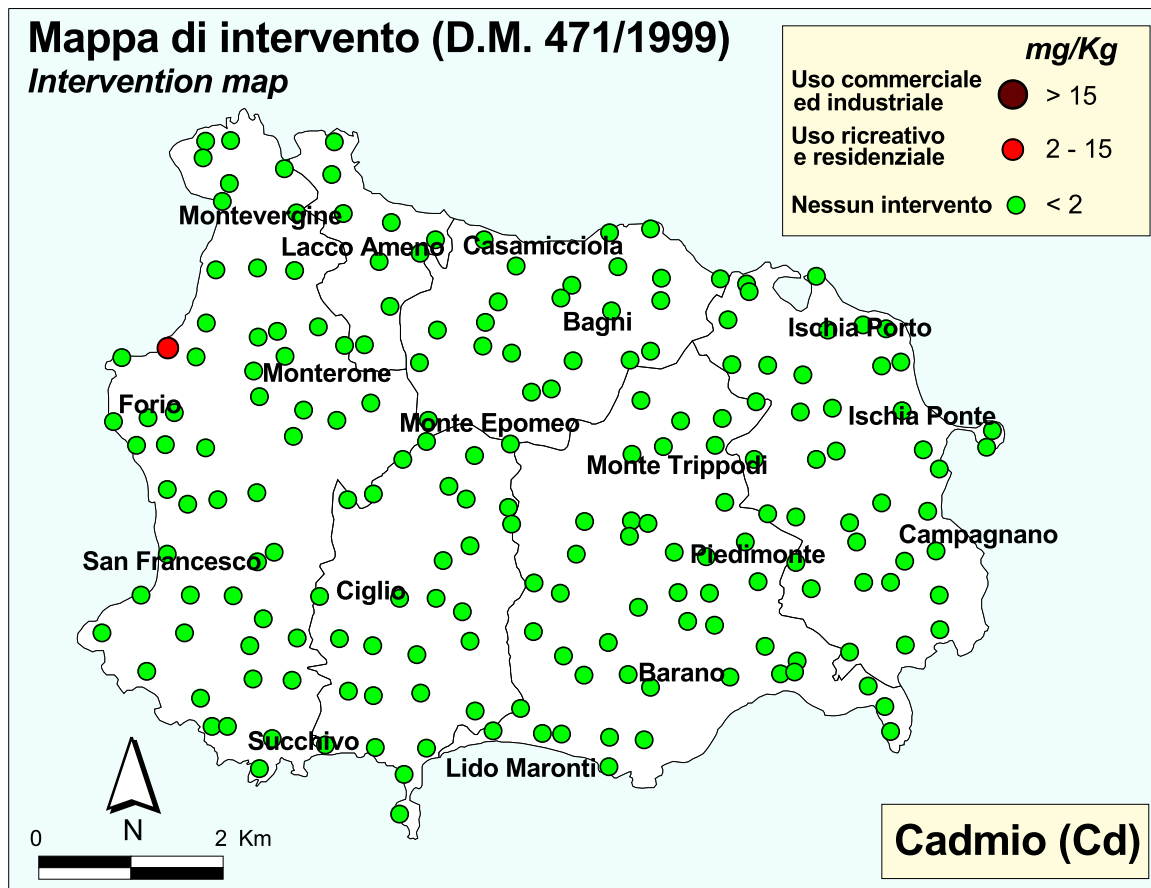 Mappa di intervento (D.M. 471/1999)
Intervention map
mg/Kg
Uso commerciale
ed industriale
> 15
Uso ricreativo
e residenziale
2 - 15
Nessun intervento
< 2
Montevergine
Lacco Ameno
Casamicciola
Bagni
Ischia Porto
Monterone
Forio
Monte Epomeo
Ischia Ponte
Monte Trippodi
Campagnano
San Francesco
Piedimonte
Ciglio
Barano
Succhivo
Lido Maronti
N
0
2 Km
Cadmio (Cd)